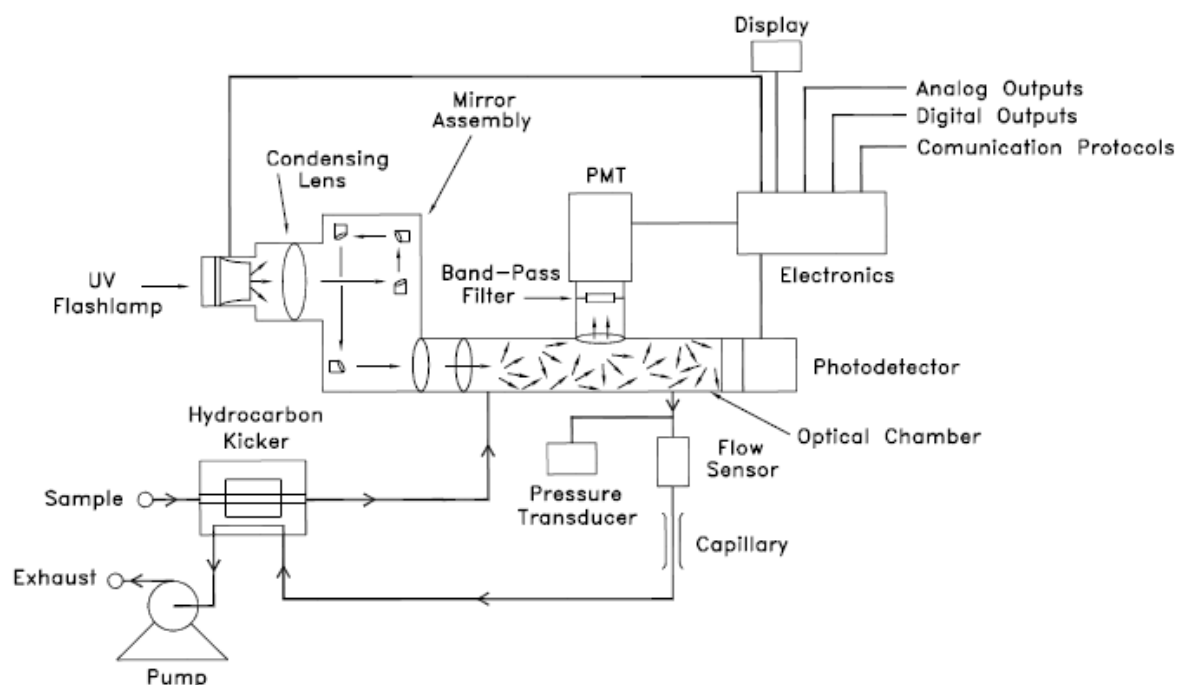 Display
Analog Outputs
Digital Outputs
Comunication Protocols
Mirror
Assembly
Condensing
Lens
PMT
Electronics
UV
Flashlamp
Band-Pass
Filter
Photodetector
Optical Chamber
Hydrocarbon
Kicker
Flow
Sensor
Sample
Pressure
Transducer
Capillary
Exhaust
Pump